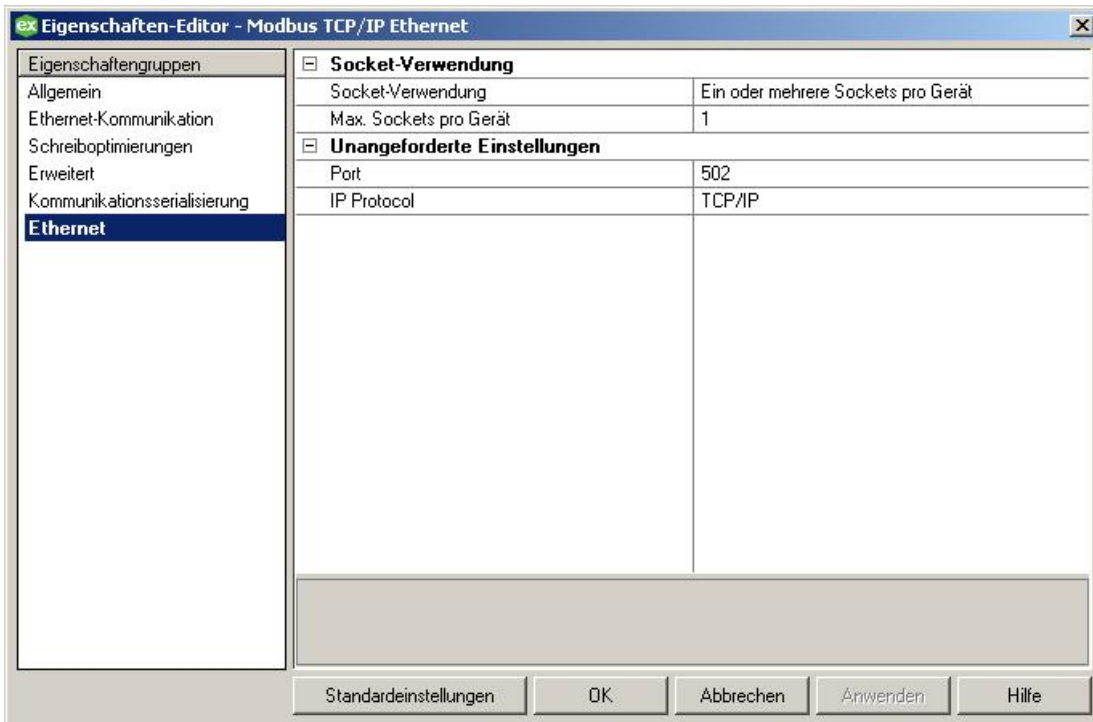 ex Eigenschaften-Editor - Modbus TCP/IP Ethernet
Eigenschaftengruppen
Allgemein
Ethernet-Kommunikation
Schreiboptimierungen
Erweitert
Kommunikationsserialisierung
Ethernet
Socket-Verwendung
Socket-Verwendung Ein oder mehrere Sockets pro Gerät
Max. Sockets pro Gerät 1
Unangeforderte Einstellungen
Port 502
IP Protocol TCP/IP
Standardeinstellungen OK Abbrechen Anwenden Hilfe